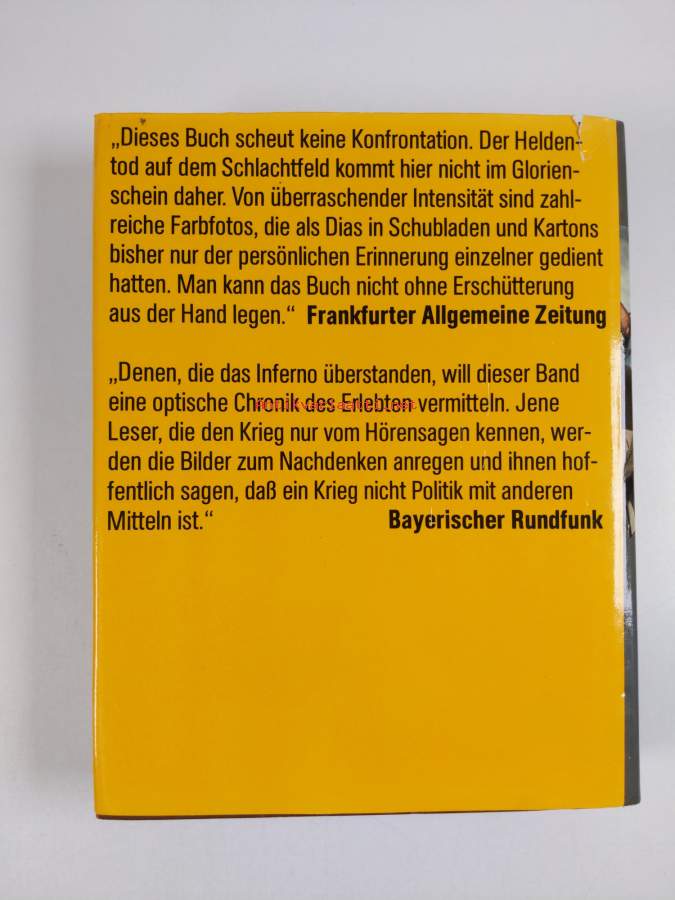 „Dieses Buch scheut keine Konfrontation. Der Helden-
tod auf dem Schlachtfeld kommt hier nicht im Glorien-
schein daher. Von überraschender Intensität sind zahl-
reiche Farbfotos, die als Dias in Schubladen und Kartons
bisher nur der persönlichen Erinnerung einzelner gedient
hatten. Man kann das Buch nicht ohne Erschütterung
aus der Hand legen.“ Frankfurter Allgemeine Zeitung
„Denen, die das Inferno überstanden, will dieser Band
eine optische Chronik des Erlebten vermitteln. Jene
Leser, die den Krieg nur vom Hörensagen kennen, wer-
den die Bilder zum Nachdenken anregen und ihnen hof-
fentlich sagen, daß ein Krieg nicht Politik mit anderen
Mitteln ist.“ Bayerischer Rundfunk